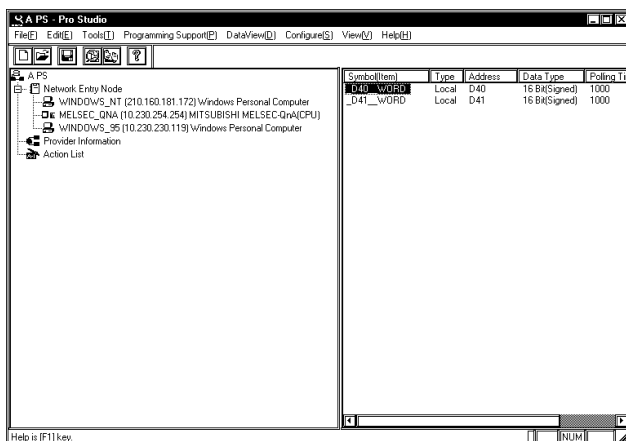 A PS - Pro Studio
File(F) Edit(E) Tools(T) Programming Support(P) DataView(D) Configure(S) View(V) Help(H)
A PS
Network Entry Node
WINDOWS_NT (210.160.181.172) Windows Personal Computer
MELSEC_QNA (10.230.254.254) MITSUBISHI MELSEC-QnA(CPU)
WINDOWS_95 (10.230.230.119) Windows Personal Computer
Provider Information
Action List
Symbol(Item) Type Address Data Type Polling Ti
_D40__WORD Local D40 16 Bit(Signed) 1000
_D41__WORD Local D41 16 Bit(Signed) 1000
Help is [F1] key. NUM